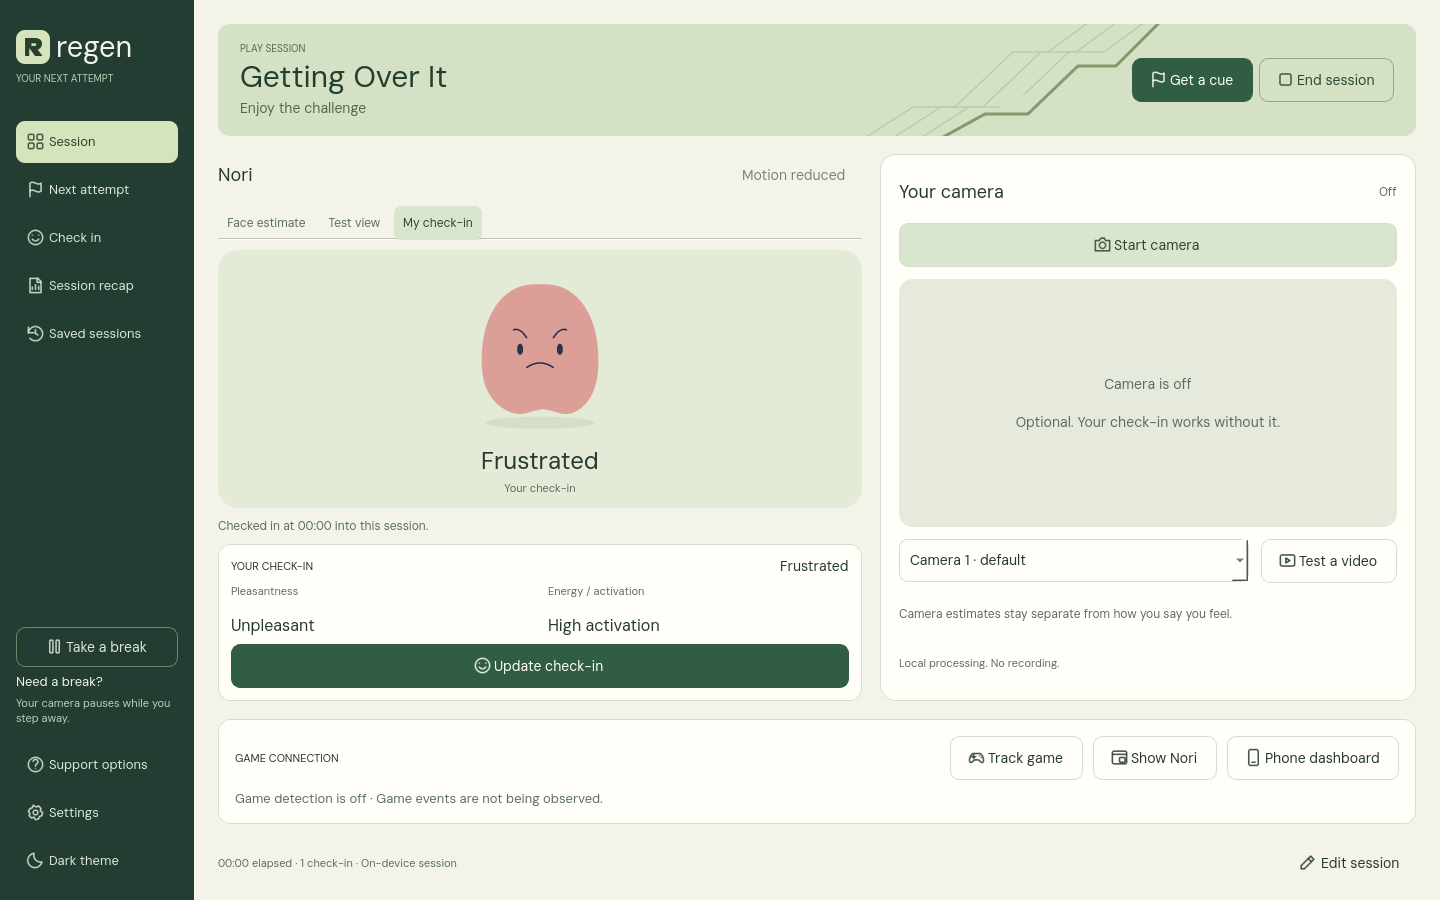 R regen
YOUR NEXT ATTEMPT
Session
Next attempt
Check in
Session recap
Saved sessions
Take a break
Need a break?
Your camera pauses while you
step away.
Support options
Settings
Dark theme
PLAY SESSION
Getting Over It
Enjoy the challenge
Get a cue
End session
Nori
Motion reduced
Face estimate
Test view
My check-in
Frustrated
Your check-in
Checked in at 00:00 into this session.
YOUR CHECK-IN
Frustrated
Pleasantness
Energy / activation
Unpleasant
High activation
Update check-in
Your camera
Off
Start camera
Camera is off
Optional. Your check-in works without it.
Camera 1 · default
Test a video
Camera estimates stay separate from how you say you feel.
Local processing. No recording.
GAME CONNECTION
Track game
Show Nori
Phone dashboard
Game detection is off · Game events are not being observed.
00:00 elapsed · 1 check-in · On-device session
Edit session